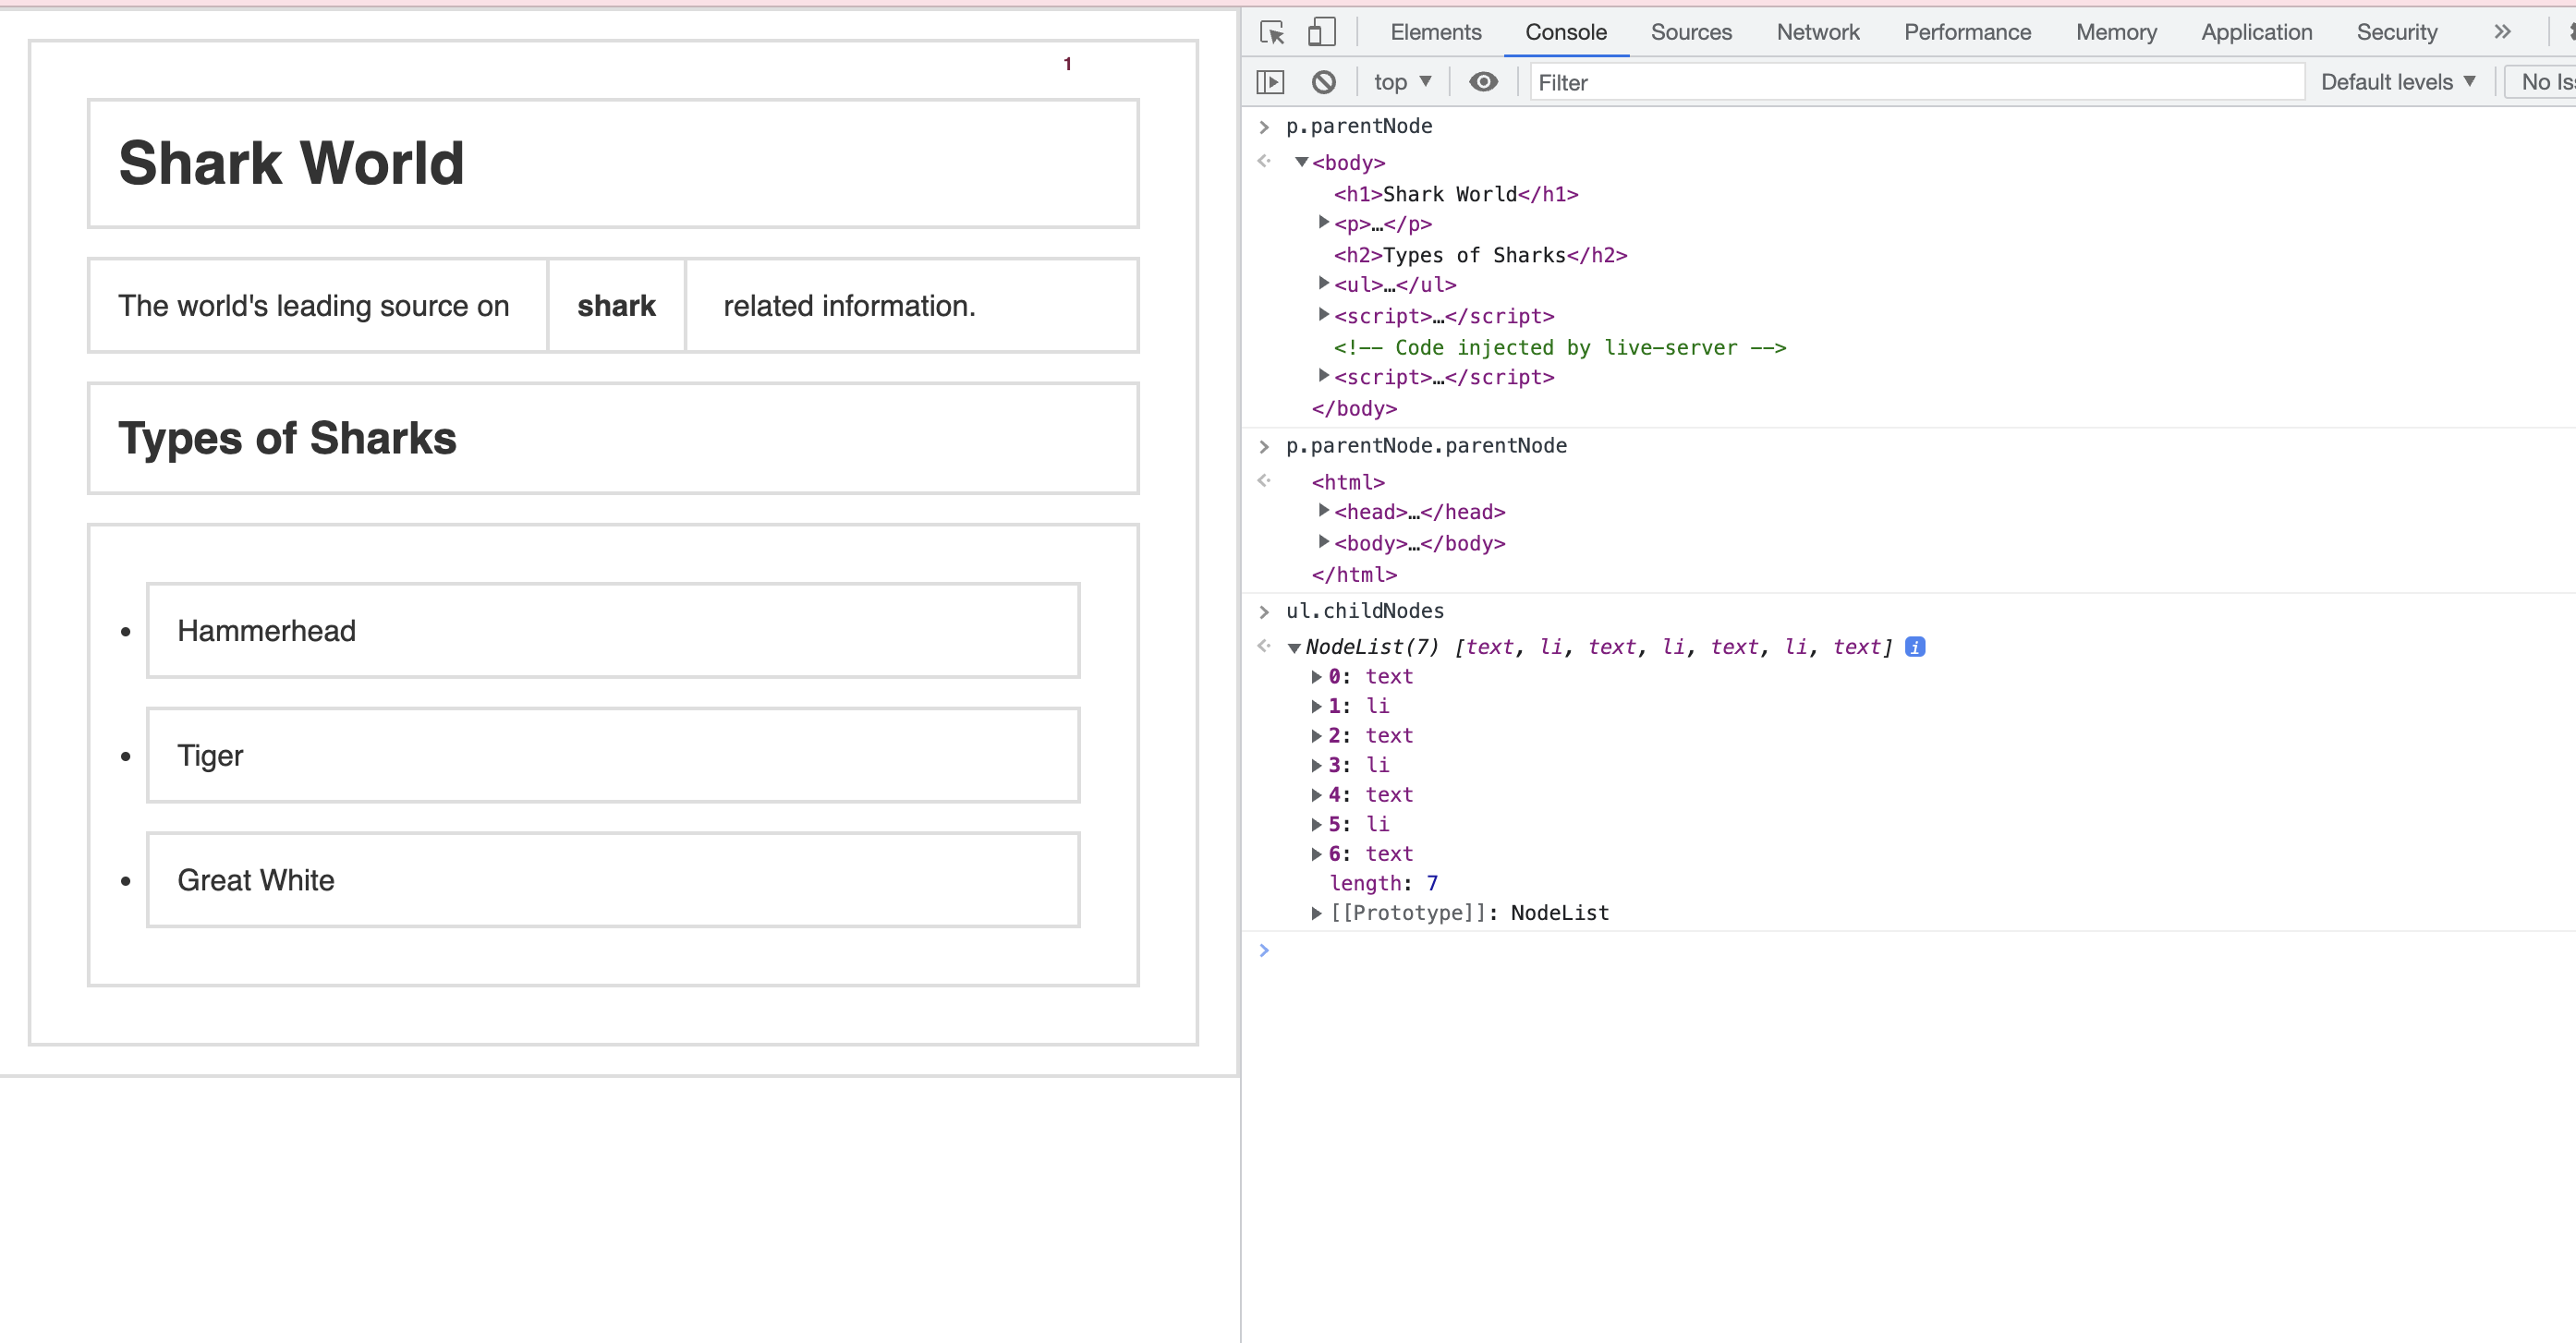 1
Shark World
The world's leading source on shark related information.
Types of Sharks
• Hammerhead
• Tiger
• Great White
Elements Console Sources Network Performance Memory Application Security »
top ▼ Filter Default levels ▼ No Is
> p.parentNode
<body>
<h1>Shark World</h1>
<p>…</p>
<h2>Types of Sharks</h2>
<ul>…</ul>
<script>…</script>
<!-- Code injected by live-server -->
<script>…</script>
</body>
> p.parentNode.parentNode
<html>
<head>…</head>
<body>…</body>
</html>
> ul.childNodes
NodeList(7) [text, li, text, li, text, li, text] i
0: text
1: li
2: text
3: li
4: text
5: li
6: text
length: 7
[[Prototype]]: NodeList
>